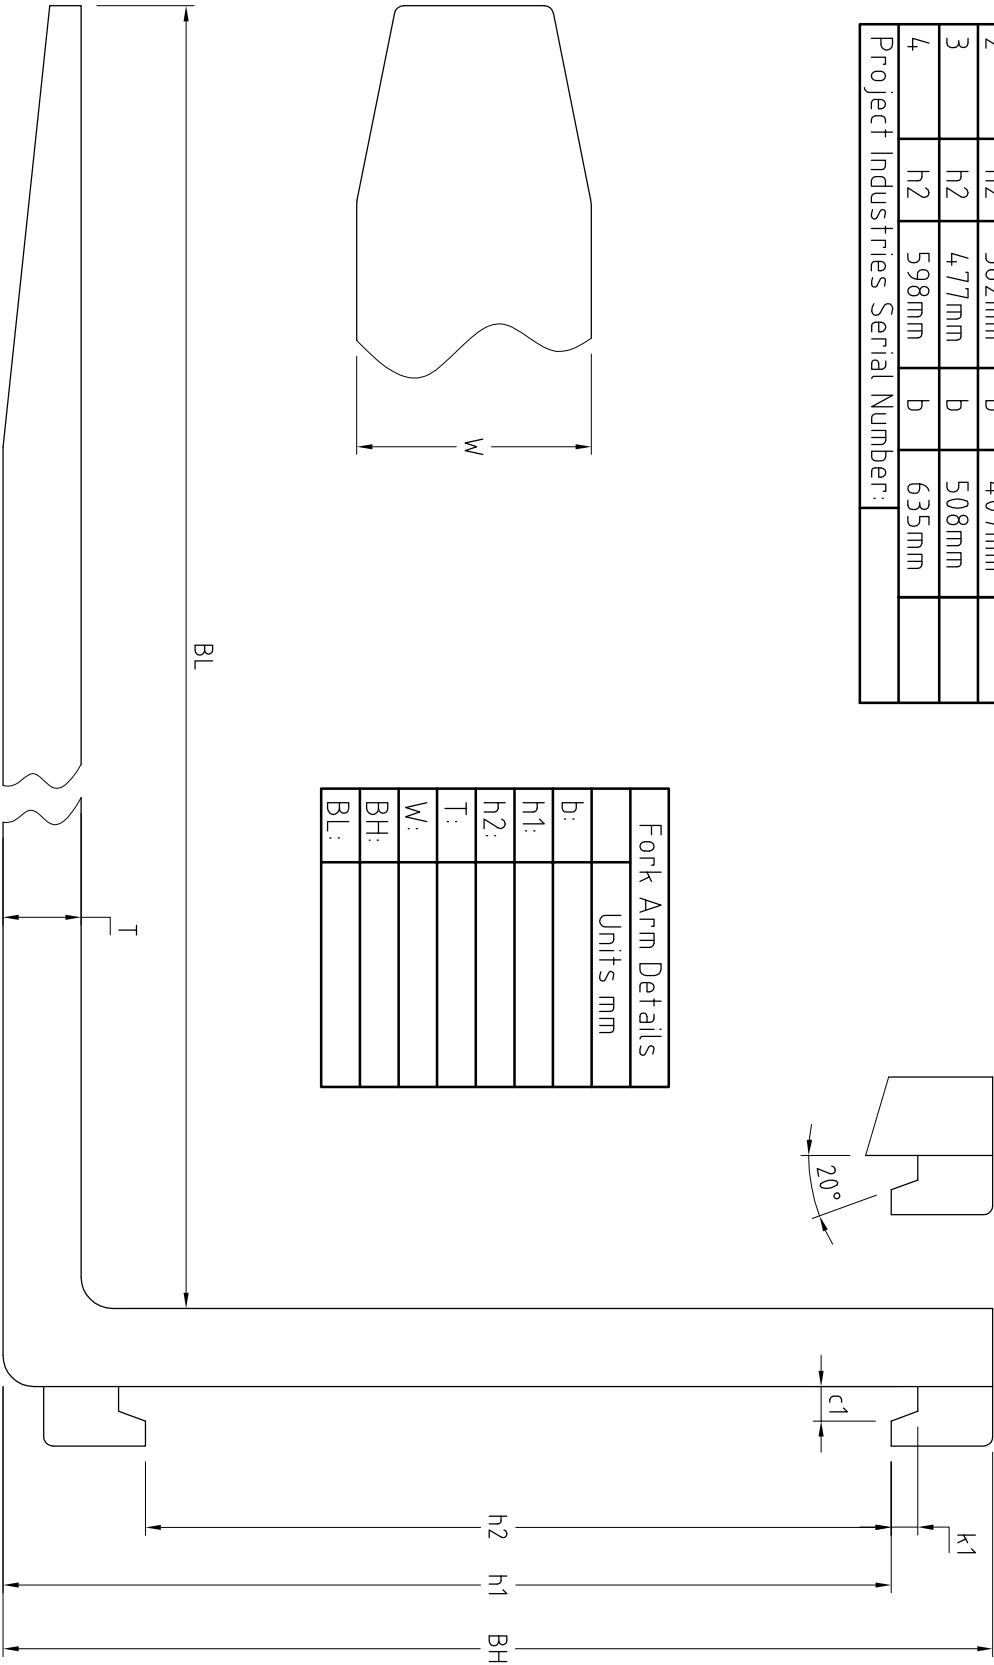 3 h2 477mm b 508mm
4 h2 598mm b 635mm
Project Industries Serial Number:
W
BL
Fork Arm Details
Units mm
b:
h1:
h2:
T:
W:
BH:
BL:
T
20°
c1
k1
h2
h1
BH